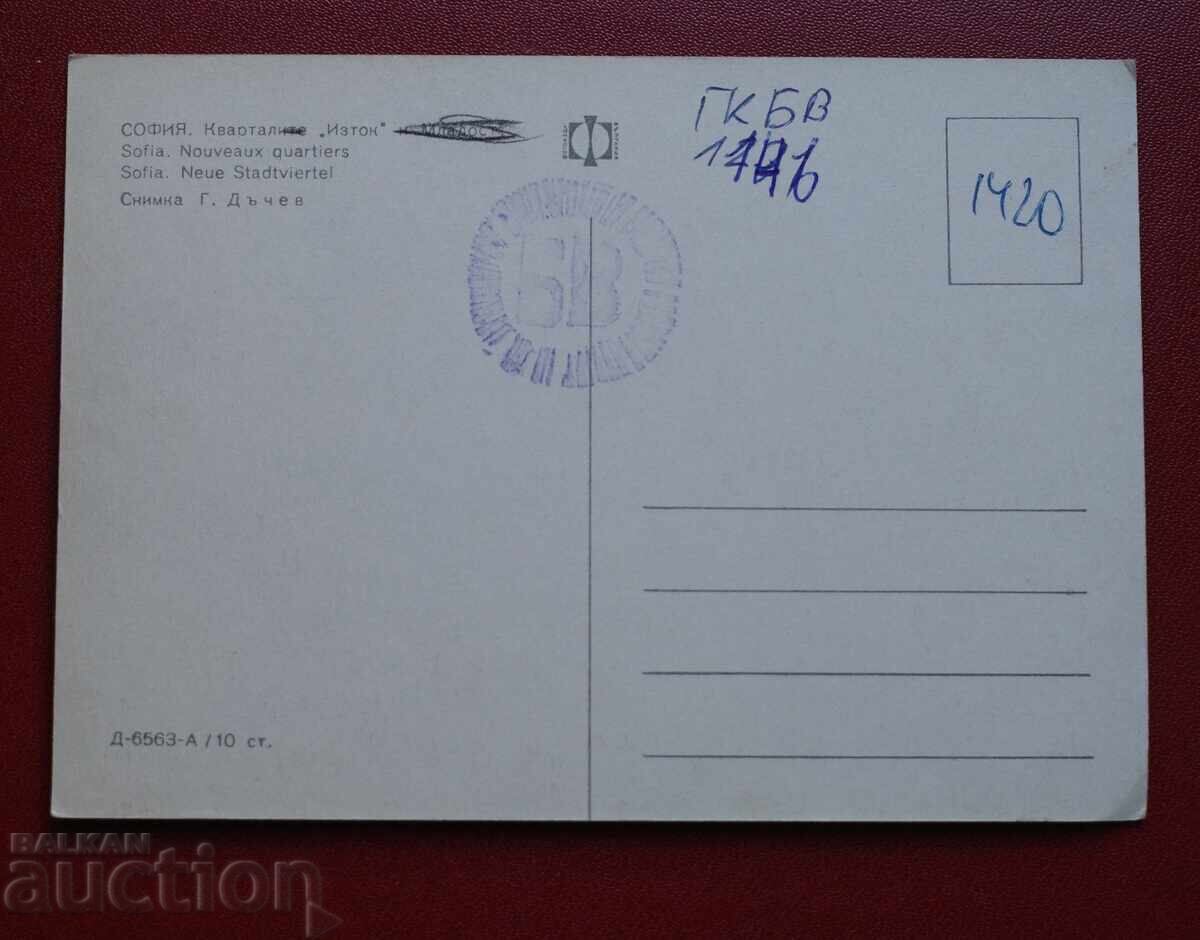 СОФИЯ. Кварталите „Изток" и „Младост"
Sofia. Nouveaux quartiers
Sofia. Neue Stadtviertel
Снимка Г. Дъчев
ГКБВ
1420
БВ
Д-6563-А / 10 ст.
BALKAN
auction